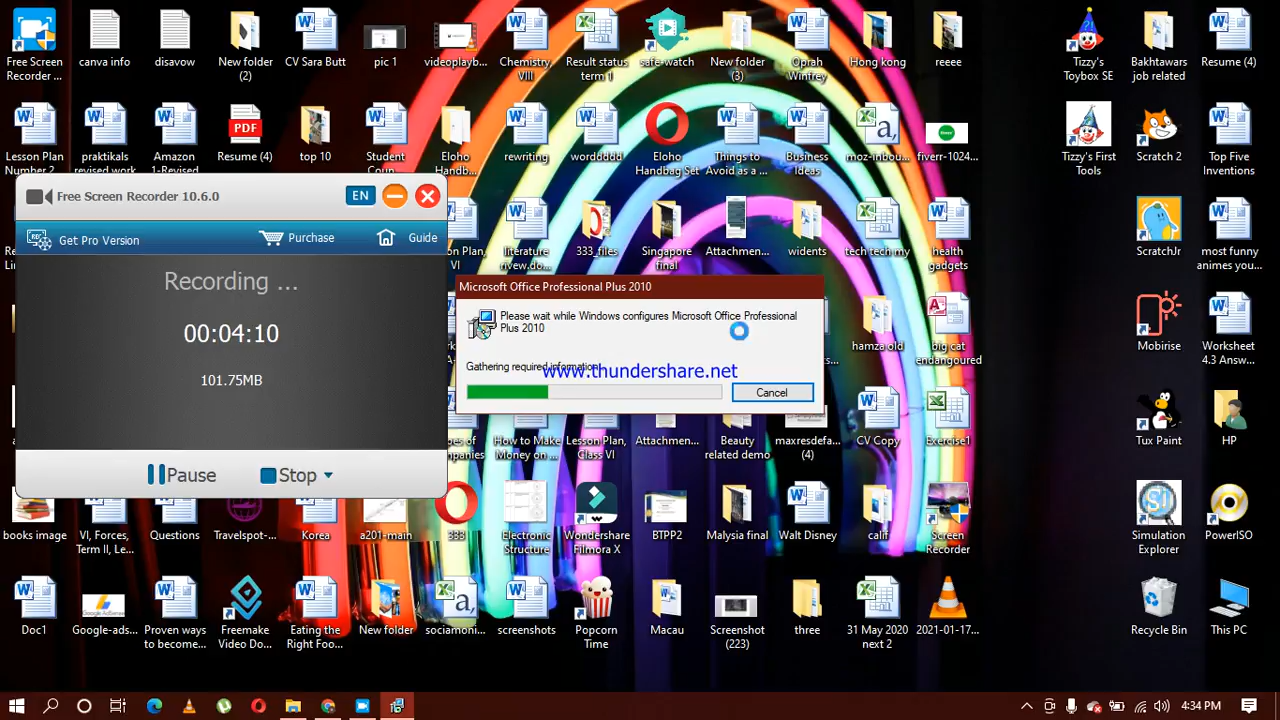 Free Screen
Recorder ...
canva info
disavow
New folder
(2)
CV Sara Butt
pic 1
videoplayb...
Chemistry
VIII
Result status
term 1
safe-watch
New folder
(3)
Oprah
Winfrey
Hong kong
reeee
Tizzy's
Toybox SE
Bakhtawars
job related
Resume (4)
Lesson Plan
Number 2
praktikals
revised work
Amazon
1-Revised
PDF
Resume (4)
top 10
Student
Coun
Eloho
Handb
rewriting
worddddd
Eloho
Handbag Set
Things to
Avoid as a ...
Business
Ideas
moz-inbou...
fiverr-1024...
Tizzy's First
Tools
Scratch 2
Top Five
Inventions
Free Screen Recorder 10.6.0
EN
Get Pro Version
Purchase
Guide
Recording ...
00:04:10
101.75MB
Pause
Stop
Plan,
VI
literature
rivew.do...
333_files
Singapore
final
Attachmen...
widents
tech tech my
health
gadgets
ScratchJr
most funny
animes you...
Microsoft Office Professional Plus 2010
Please wait while Windows configures Microsoft Office Professional
Plus 2010
Gathering required information
www.thundershare.net
Cancel
hamza old
big cat
endangoured
Mobirise
Worksheet
4.3 Answ...
How to Make
Money on ...
Lesson Plan,
Class VI
Attachmen...
Beauty
related demo
maxresdefa...
(4)
CV Copy
Exercise1
Tux Paint
HP
books image
VI, Forces,
Term II, Le...
Questions
Travelspot-...
Korea
a201-main
333
Electronic
Structure
Wondershare
Filmora X
BTPP2
Malysia final
Walt Disney
calif
Screen
Recorder
Simulation
Explorer
PowerISO
Doc1
Google AdSense
Google-ads...
Proven ways
to become...
Freemake
Video Do...
Eating the
Right Foo...
New folder
sociamoni...
screenshots
Popcorn
Time
Macau
Screenshot
(223)
three
31 May 2020
next 2
2021-01-17...
Recycle Bin
This PC
4:34 PM